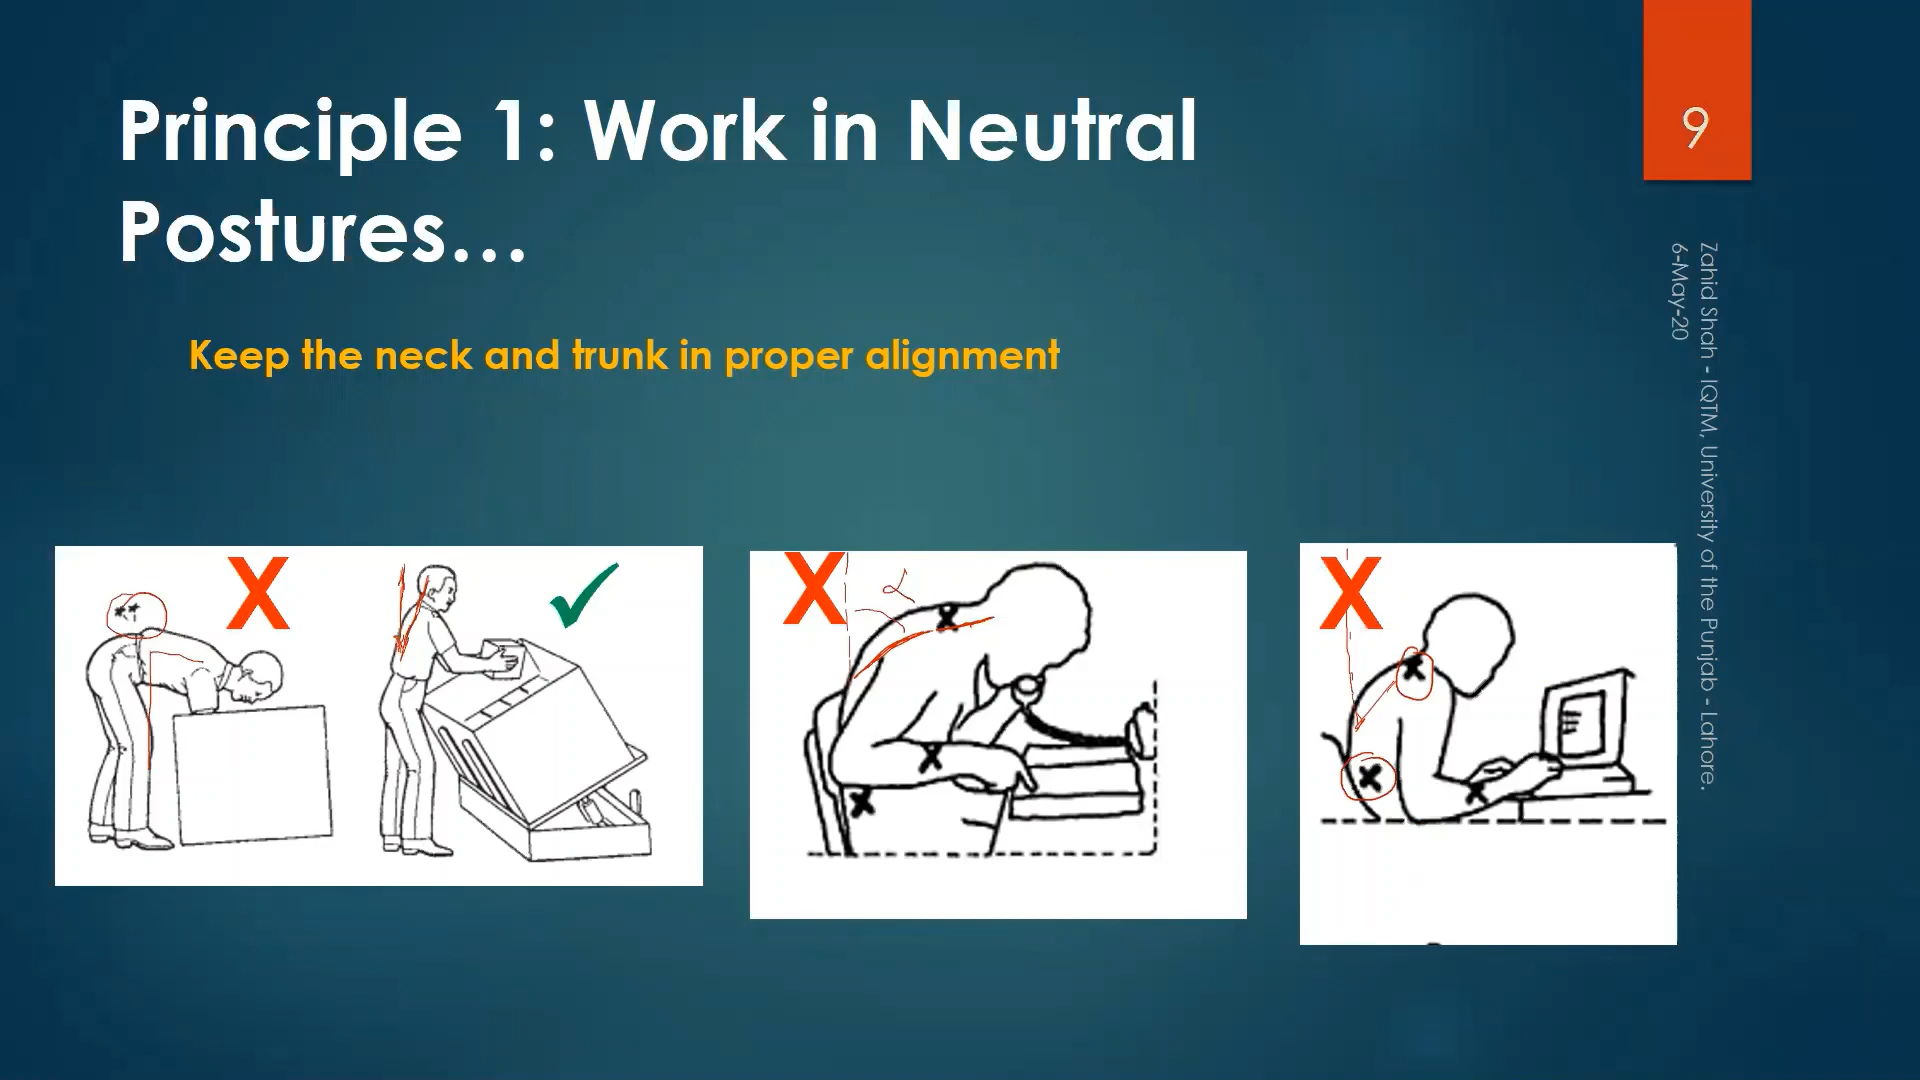 Principle 1: Work in Neutral
Postures...
9
Keep the neck and trunk in proper alignment
Zahid Shah - IQTM, University of the Punjab - Lahore.
6-May-20
X
X
α
X